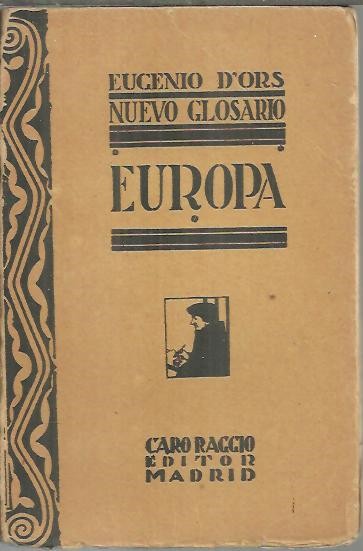 EUGENIO D'ORS
NUEVO GLOSARIO
EUROPA
CARO RAGGIO
EDITOR
MADRID